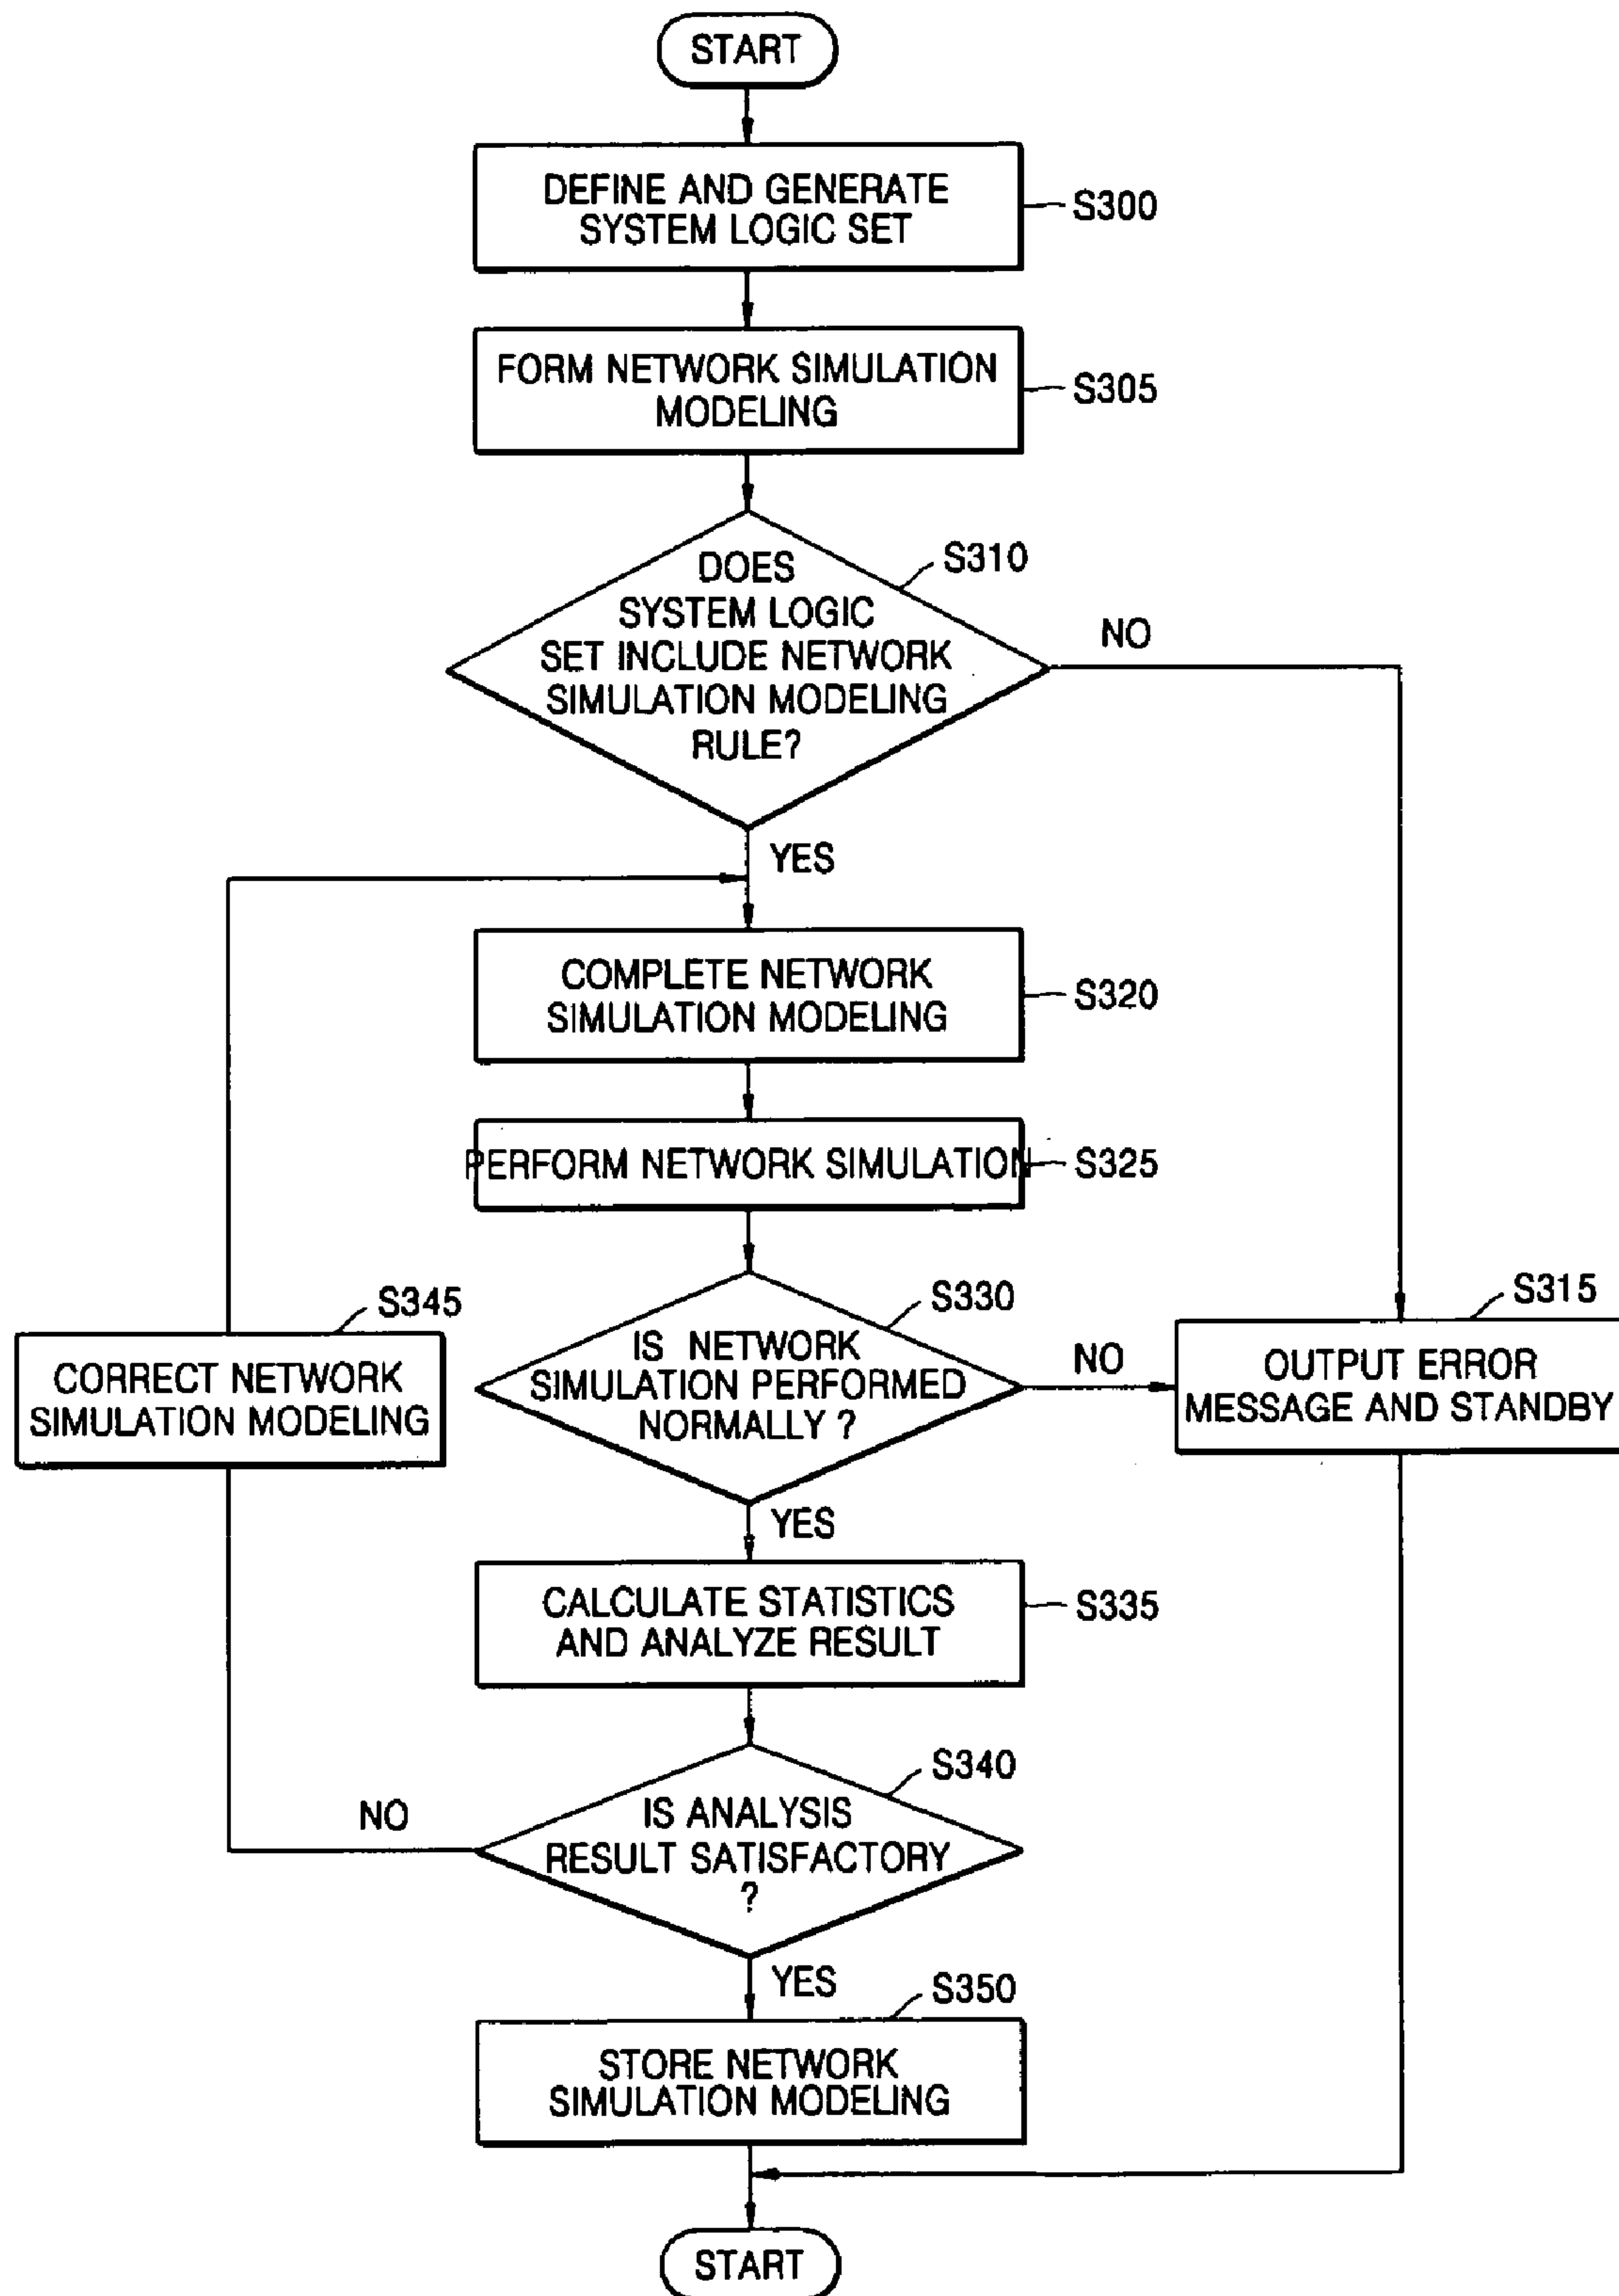 START
DEFINE AND GENERATE
SYSTEM LOGIC SET
S300
FORM NETWORK SIMULATION
MODELING
S305
DOES
SYSTEM LOGIC
SET INCLUDE NETWORK
SIMULATION MODELING
RULE?
S310
NO
YES
COMPLETE NETWORK
SIMULATION MODELING
S320
PERFORM NETWORK SIMULATION
S325
S345
CORRECT NETWORK
SIMULATION MODELING
IS NETWORK
SIMULATION PERFORMED
NORMALLY ?
S330
NO
S315
OUTPUT ERROR
MESSAGE AND STANDBY
YES
CALCULATE STATISTICS
AND ANALYZE RESULT
S335
IS ANALYSIS
RESULT SATISFACTORY
?
S340
NO
YES
S350
STORE NETWORK
SIMULATION MODELING
START